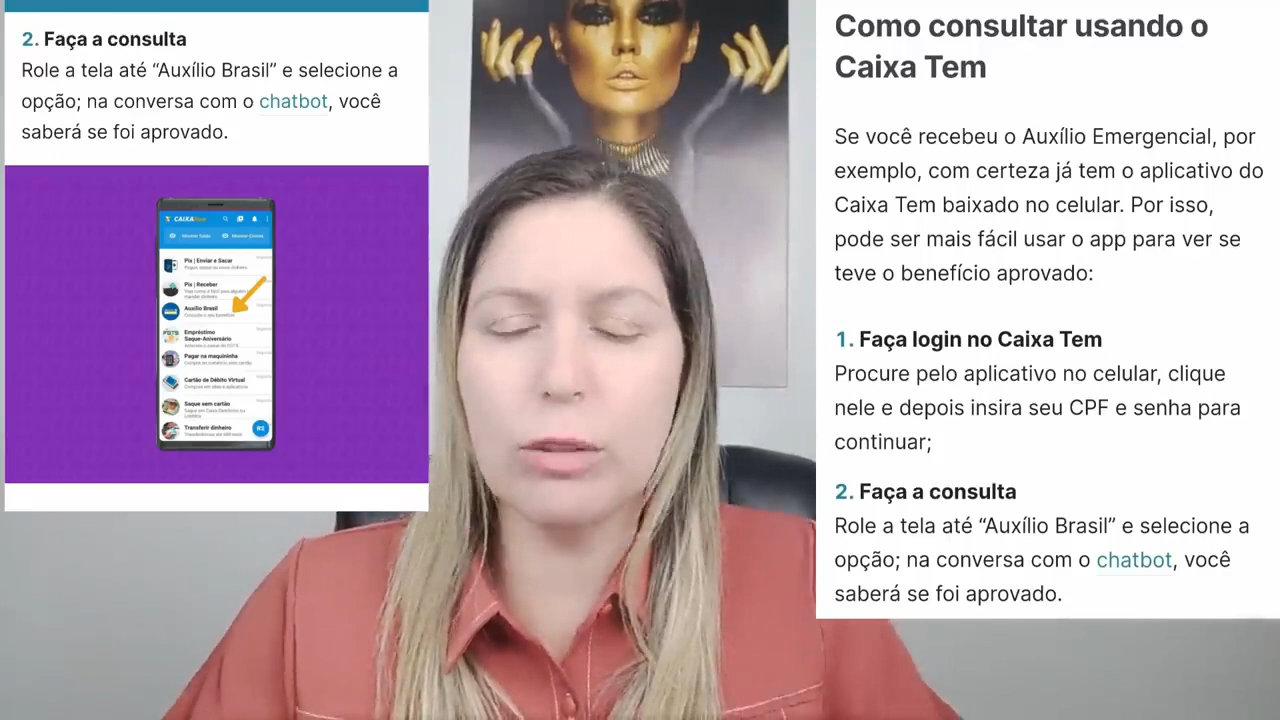 2. Faça a consulta
Role a tela até “Auxílio Brasil” e selecione a
opção; na conversa com o chatbot, você
saberá se foi aprovado.
CAIXA Tem
Mostrar Saldo
Pix | Enviar e Sacar
Pix | Receber
Auxílio Brasil
Empréstimo
Saque-Aniversário
Pagar na maquininha
Cartão de Débito Virtual
Saque sem cartão
Transferir dinheiro
R$
Como consultar usando o
Caixa Tem
Se você recebeu o Auxílio Emergencial, por
exemplo, com certeza já tem o aplicativo do
Caixa Tem baixado no celular. Por isso,
pode ser mais fácil usar o app para ver se
teve o benefício aprovado:
1. Faça login no Caixa Tem
Procure pelo aplicativo no celular, clique
nele e depois insira seu CPF e senha para
continuar;
2. Faça a consulta
Role a tela até “Auxílio Brasil” e selecione a
opção; na conversa com o chatbot, você
saberá se foi aprovado.